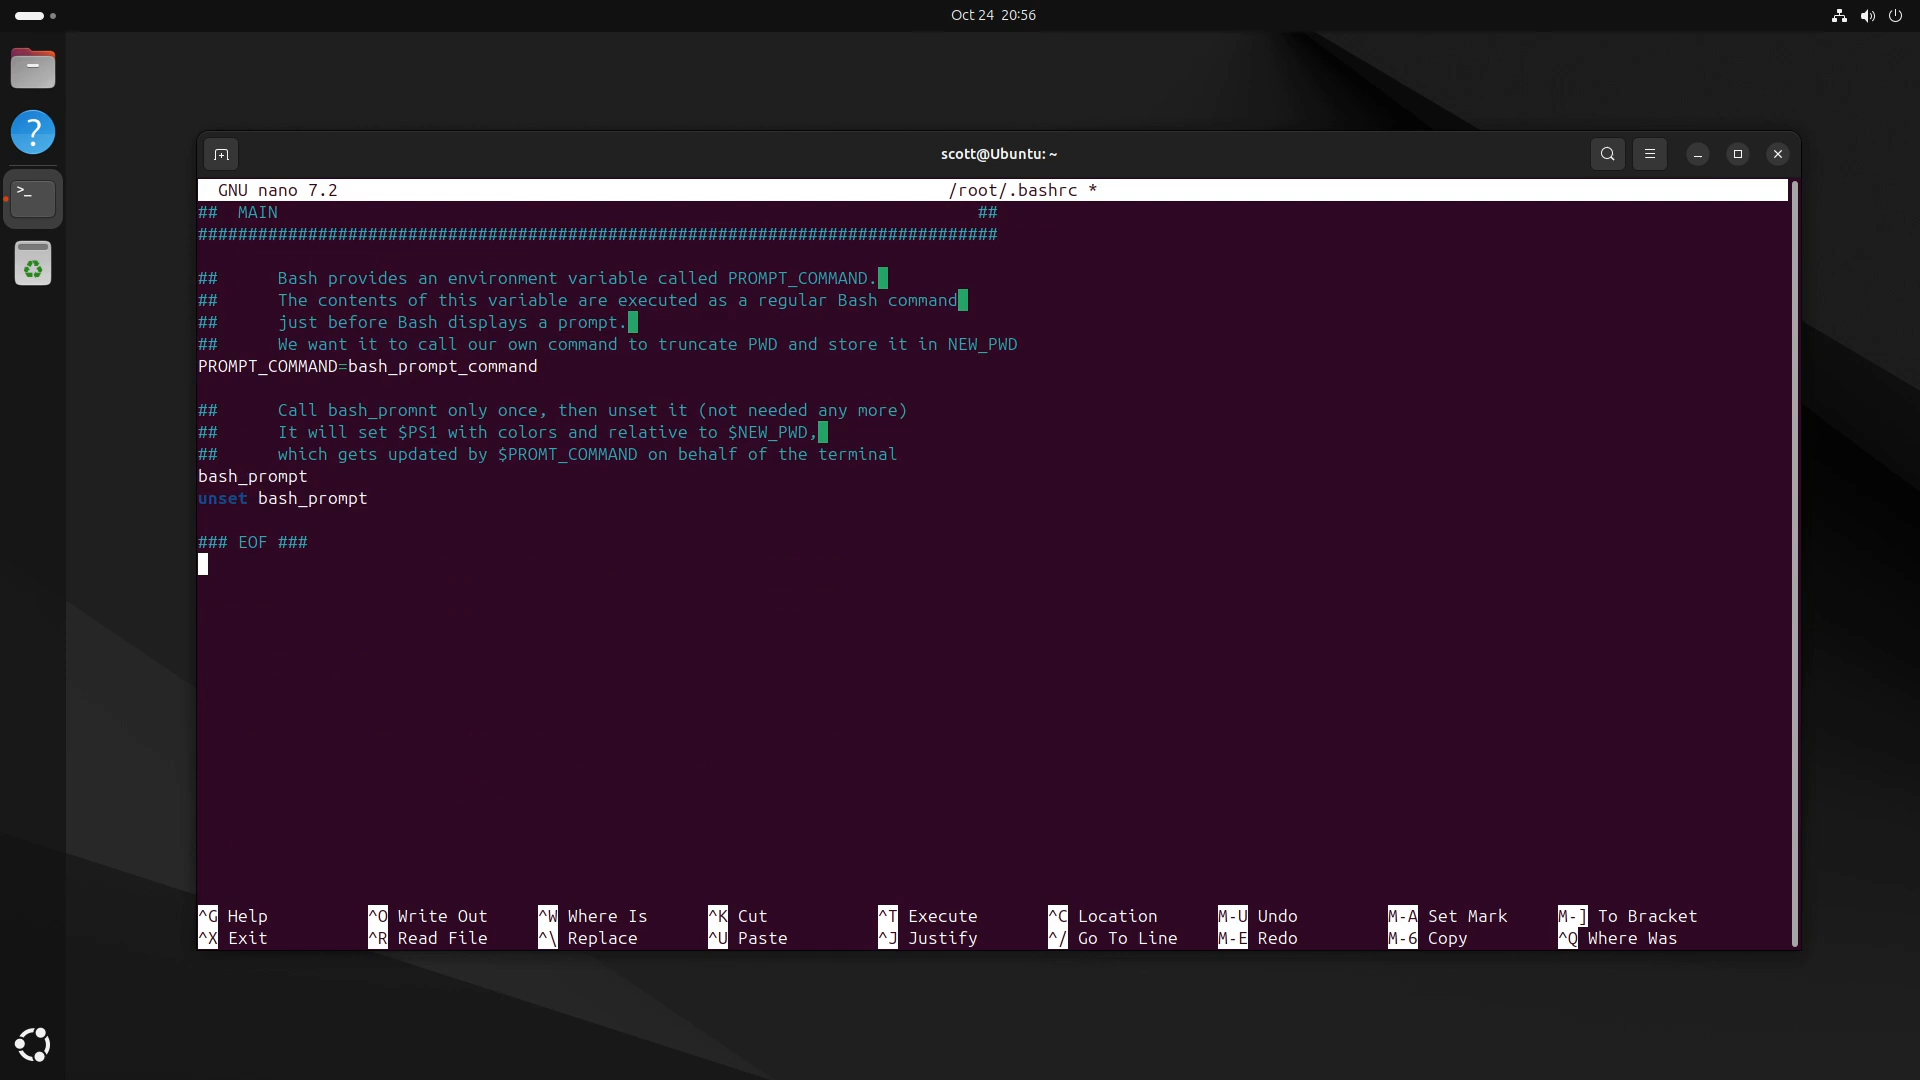 Oct 24  20:56
scott@Ubuntu: ~
GNU nano 7.2                    /root/.bashrc *
##  MAIN                                                                      ##
################################################################################
##      Bash provides an environment variable called PROMPT_COMMAND.
##      The contents of this variable are executed as a regular Bash command
##      just before Bash displays a prompt.
##      We want it to call our own command to truncate PWD and store it in NEW_PWD
PROMPT_COMMAND=bash_prompt_command
##      Call bash_promnt only once, then unset it (not needed any more)
##      It will set $PS1 with colors and relative to $NEW_PWD,
##      which gets updated by $PROMT_COMMAND on behalf of the terminal
bash_prompt
unset bash_prompt
### EOF ###
^G Help    ^O Write Out    ^W Where Is    ^K Cut    ^T Execute    ^C Location    M-U Undo    M-A Set Mark    M-] To Bracket
^X Exit    ^R Read File    ^\ Replace    ^U Paste    ^J Justify    ^/ Go To Line    M-E Redo    M-6 Copy    ^Q Where Was